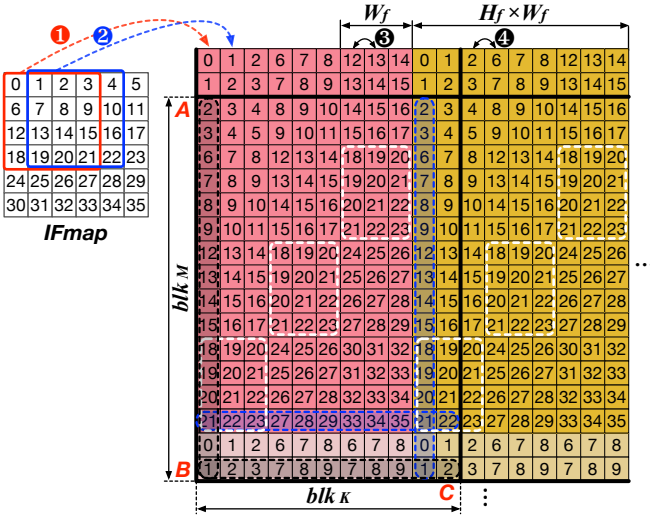 W_f H_f × W_f
❶ ❷ ❸ ❹
0 1 2 3 4 5
6 7 8 9 10 11
12 13 14 15 16 17
18 19 20 21 22 23
24 25 26 27 28 29
30 31 32 33 34 35
IFmap
0 1 2 6 7 8 12 13 14 0 1 2 6 7 8 12 13 14
1 2 3 7 8 9 13 14 15 1 2 3 7 8 9 13 14 15
A
2 3 4 8 9 10 14 15 16 2 3 4 8 9 10 14 15 16
3 4 5 9 10 11 15 16 17 3 4 5 9 10 11 15 16 17
6 7 8 12 13 14 18 19 20 6 7 8 12 13 14 18 19 20
7 8 9 13 14 15 19 20 21 7 8 9 13 14 15 19 20 21
8 9 10 14 15 16 20 21 22 8 9 10 14 15 16 20 21 22
9 10 11 15 16 17 21 22 23 9 10 11 15 16 17 21 22 23
12 13 14 18 19 20 24 25 26 12 13 14 18 19 20 24 25 26
13 14 15 19 20 21 25 26 27 13 14 15 19 20 21 25 26 27
14 15 16 20 21 22 26 27 28 14 15 16 20 21 22 26 27 28
15 16 17 21 22 23 27 28 29 15 16 17 21 22 23 27 28 29
18 19 20 24 25 26 30 31 32 18 19 20 24 25 26 30 31 32
19 20 21 25 26 27 31 32 33 19 20 21 25 26 27 31 32 33
20 21 22 26 27 28 32 33 34 20 21 22 26 27 28 32 33 34
21 22 23 27 28 29 33 34 35 21 22 23 27 28 29 33 34 35
0 1 2 6 7 8 6 7 8 0 1 2 6 7 8 6 7 8
1 2 3 7 8 9 7 8 9 1 2 3 7 8 9 7 8 9
blk M
B
blk K
C